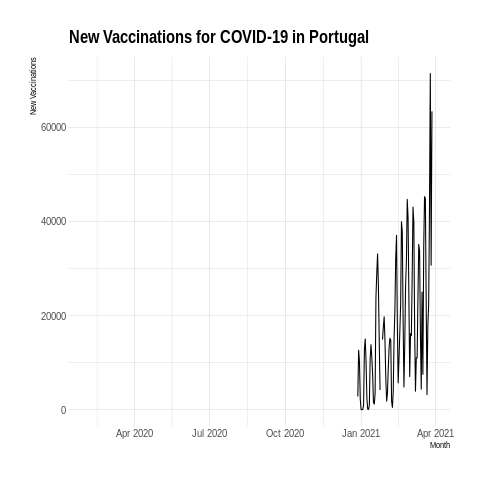 New Vaccinations for COVID-19 in Portugal
New Vaccinations
60000
40000
20000
0
Apr 2020
Jul 2020
Oct 2020
Jan 2021
Apr 2021
Month